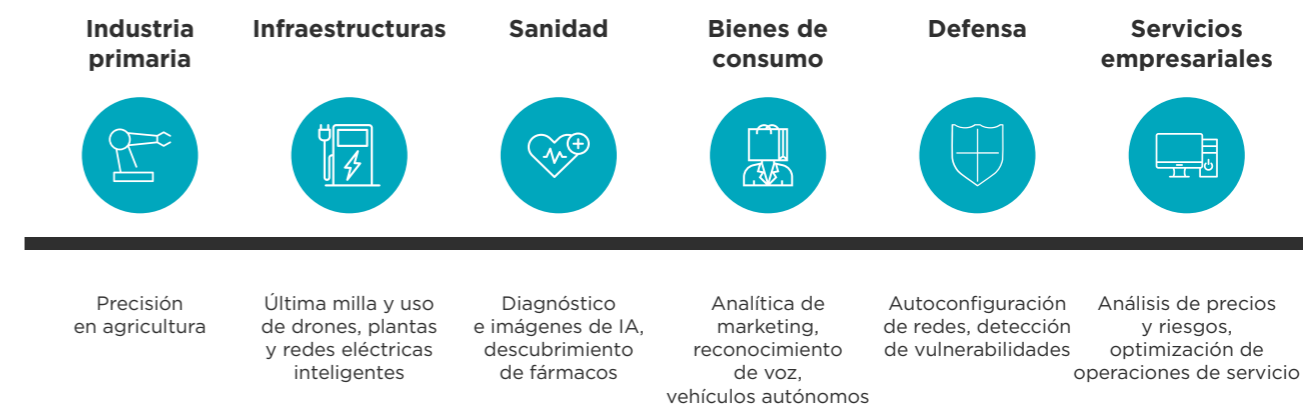 Industria
primaria
Infraestructuras
Sanidad
Bienes de
consumo
Defensa
Servicios
empresariales
Precisión
en agricultura
Última milla y uso
de drones, plantas
y redes eléctricas
inteligentes
Diagnóstico
e imágenes de IA,
descubrimiento
de fármacos
Analítica de
marketing,
reconocimiento
de voz,
vehículos autónomos
Autoconfiguración
de redes, detección
de vulnerabilidades
Análisis de precios
y riesgos,
optimización de
operaciones de servicio